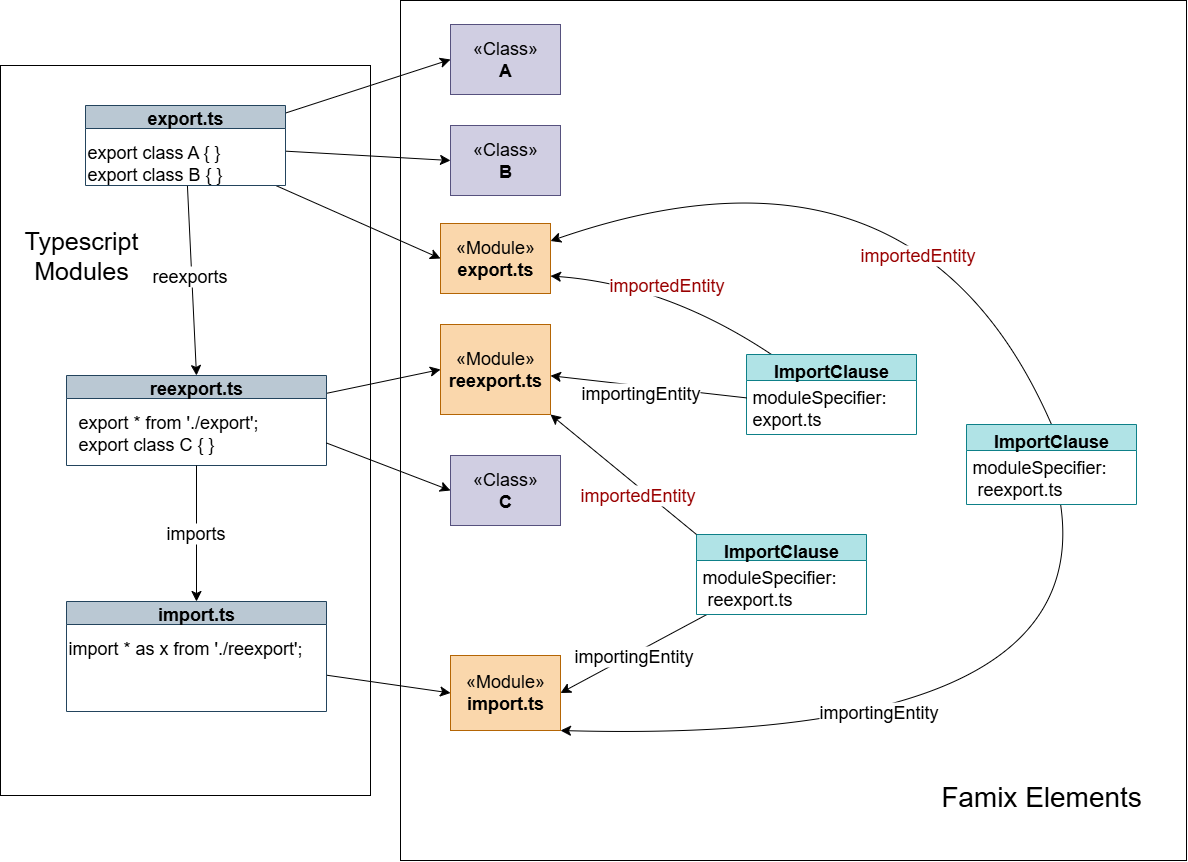 Typescript
Modules
export.ts
export class A { }
export class B { }
reexports
reexport.ts
export * from './export';
export class C { }
imports
import.ts
import * as x from './reexport';
«Class»
A
«Class»
B
«Module»
export.ts
«Module»
reexport.ts
«Class»
C
«Module»
import.ts
importedEntity
importedEntity
importingEntity
ImportClause
moduleSpecifier:
export.ts
ImportClause
moduleSpecifier:
reexport.ts
importedEntity
ImportClause
moduleSpecifier:
reexport.ts
importingEntity
importingEntity
Famix Elements